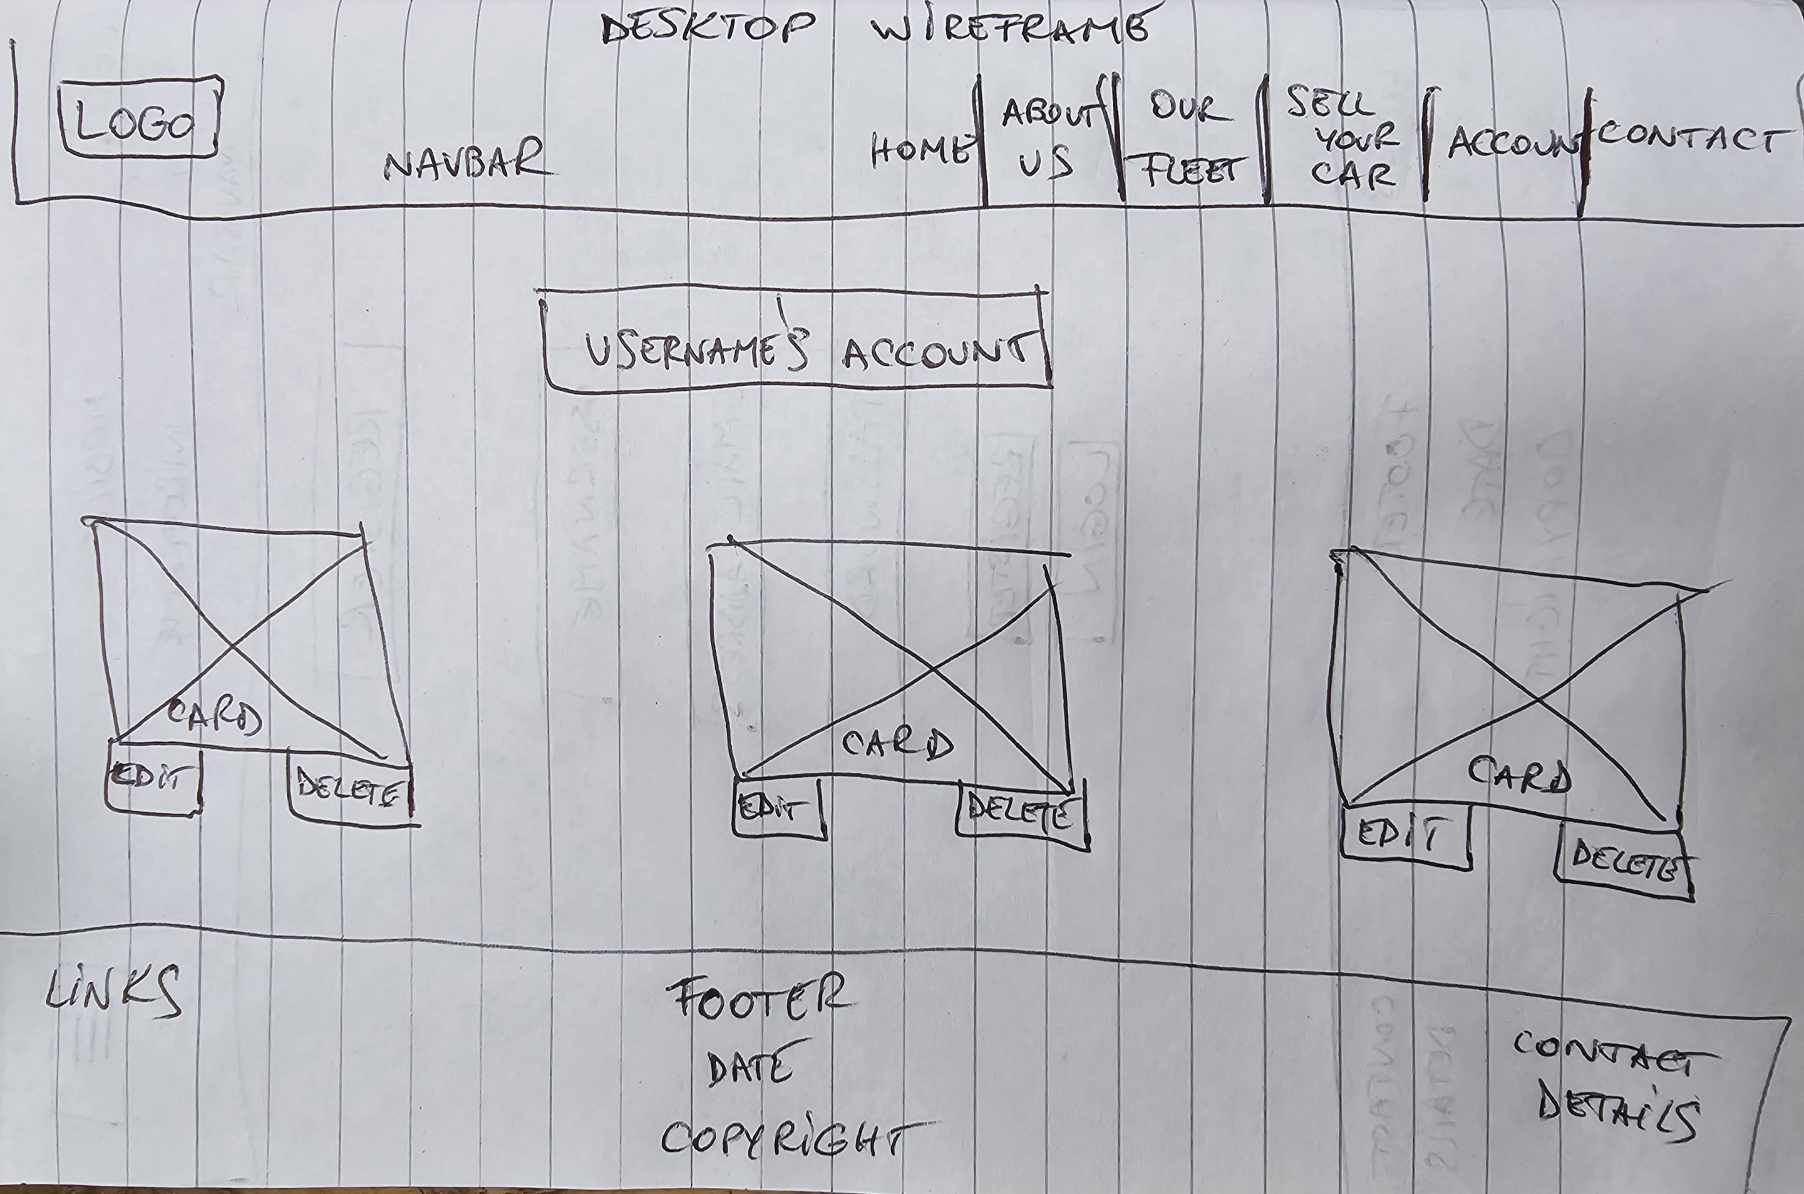 DESKTOP WIREFRAME
LOGO
NAVBAR
HOME
ABOUT
US
OUR
FLEET
SELL
YOUR
CAR
ACCOUNT
CONTACT
USERNAME'S ACCOUNT
CARD
EDIT
DELETE
CARD
EDIT
DELETE
CARD
EDIT
DELETE
LINKS
FOOTER
DATE
COPYRIGHT
CONTACT
DETAILS